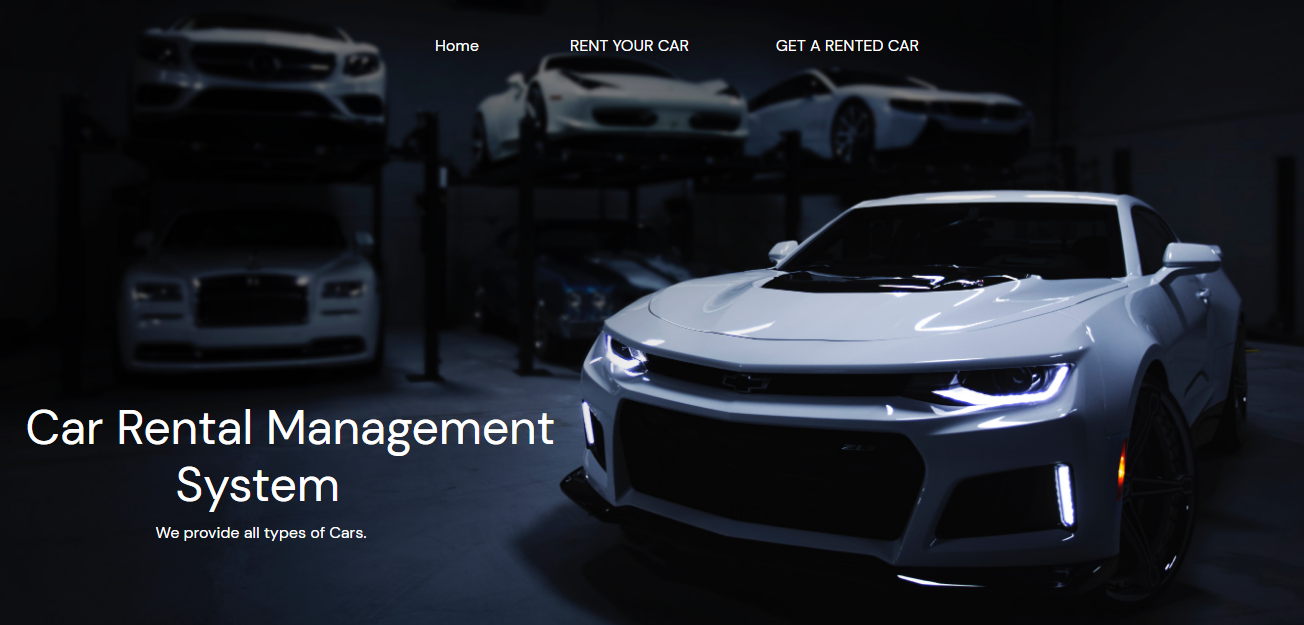 Home RENT YOUR CAR GET A RENTED CAR
Car Rental Management
System
We provide all types of Cars.